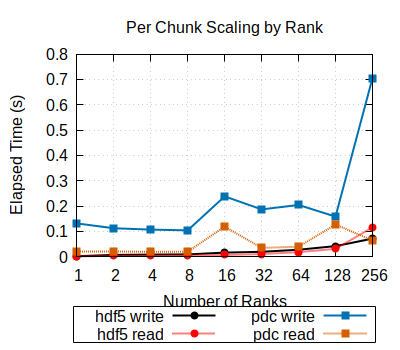 Per Chunk Scaling by Rank
Elapsed Time (s)
0.8
0.7
0.6
0.5
0.4
0.3
0.2
0.1
0
1 2 4 8 16 32 64 128 256
Number of Ranks
hdf5 write pdc write
hdf5 read pdc read